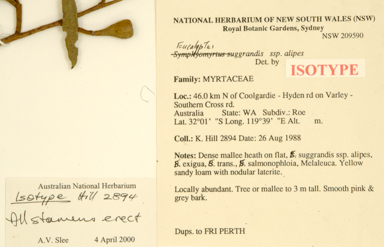 NATIONAL HERBARIUM OF NEW SOUTH WALES (NSW)
Royal Botanic Gardens, Sydney
NSW 209590
Eucalyptus
Symphyomyrtus suggrandis ssp. alipes
Det. by
ISOTYPE
Family: MYRTACEAE
Loc.: 46.0 km N of Coolgardie - Hyden rd on Varley -
Southern Cross rd.
Australia State: WA Subdiv.: Roe
Lat. 32°01' "S Long. 119°39' "E Alt. m.
Coll.: K. Hill 2894 Date: 26 Aug 1988
Notes: Dense mallee heath on flat, suggrandis ssp. alipes,
exigua, trans., salmonophloia, Melaleuca. Yellow
sandy loam with nodular laterite.
Locally abundant. Tree or mallee to 3 m tall. Smooth pink &
grey bark.
Dups. to FRI PERTH
Australian National Herbarium
Isotype Hill 2894
All stamens erect
A.V. Slee 4 April 2000